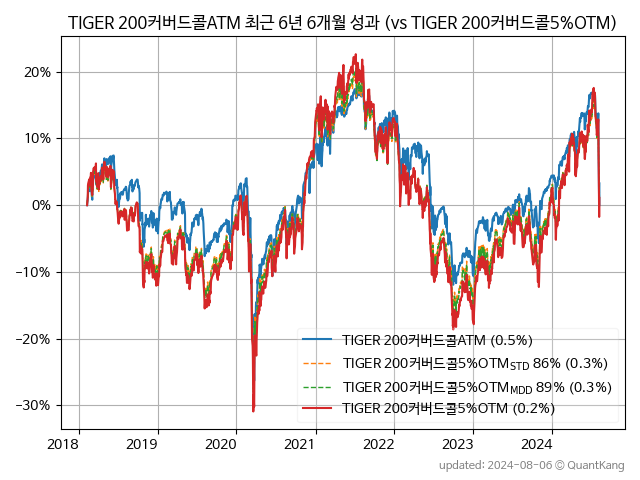 TIGER 200커버드콜ATM 최근 6년 6개월 성과 (vs TIGER 200커버드콜5%OTM)
20%
10%
0%
−10%
−20%
−30%
TIGER 200커버드콜ATM (0.5%)
TIGER 200커버드콜5%OTM STD 86% (0.3%)
TIGER 200커버드콜5%OTM MDD 89% (0.3%)
TIGER 200커버드콜5%OTM (0.2%)
2018 2019 2020 2021 2022 2023 2024
updated: 2024-08-06 © QuantKang